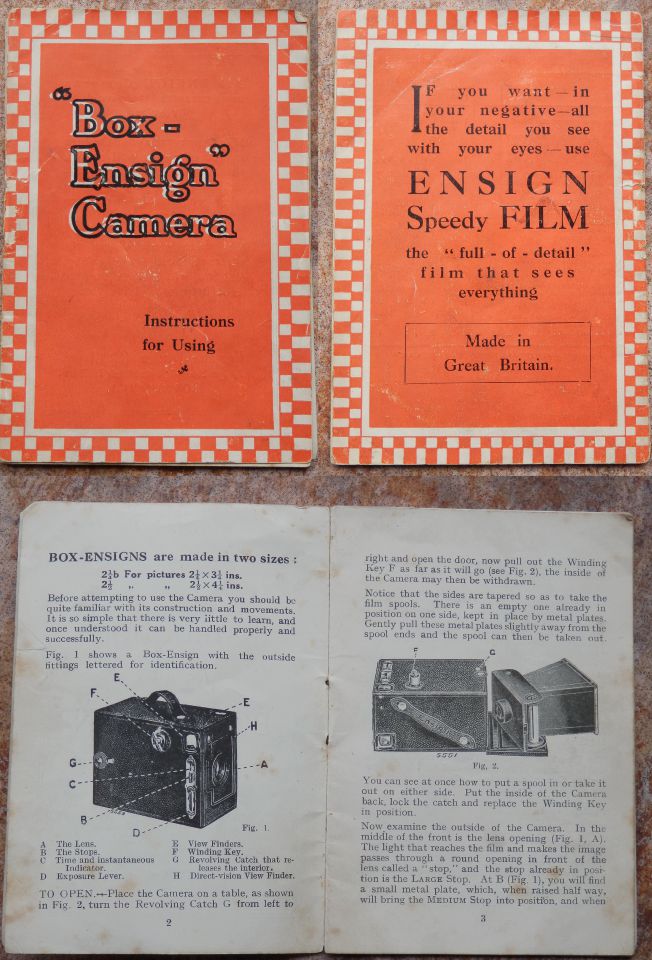 "Box-
Ensign"
Camera
Instructions
for Using
IF you want—in
your negative—all
the detail you see
with your eyes—use
ENSIGN
Speedy FILM
the "full-of-detail"
film that sees
everything
Made in
Great Britain.
BOX-ENSIGNS are made in two sizes:
2¼b For pictures 2¼×3¼ ins.
2½ „ „ 2½×4¼ ins.
Before attempting to use the Camera you should be
quite familiar with its construction and movements.
It is so simple that there is very little to learn, and
once understood it can be handled properly and
successfully.
Fig. 1 shows a Box-Ensign with the outside
fittings lettered for identification.
E
F
E
H
G
A
C
B
D
Fig. 1.
A The Lens.
B The Stops.
C Time and instantaneous
Indicator.
D Exposure Lever.
E View Finders.
F Winding Key.
G Revolving Catch that re-
leases the interior.
H Direct-vision View Finder.
TO OPEN.—Place the Camera on a table, as shown
in Fig. 2, turn the Revolving Catch G from left to
2
right and open the door, now pull out the Winding
Key F as far as it will go (see Fig. 2), the inside of
the Camera may then be withdrawn.
Notice that the sides are tapered so as to take the
film spools. There is an empty one already in
position on one side, kept in place by metal plates.
Gently pull these metal plates slightly away from the
spool ends and the spool can then be taken out.
F
G
5551
Fig. 2.
You can see at once how to put a spool in or take it
out on either side. Put the inside of the Camera
back, lock the catch and replace the Winding Key
in position.
Now examine the outside of the Camera. In the
middle of the front is the lens opening (Fig. 1, A).
The light that reaches the film and makes the image
passes through a round opening in front of the
lens called a "stop," and the stop already in posi-
tion is the LARGE Stop. At B (Fig. 1), you will find
a small metal plate, which, when raised half way,
will bring the MEDIUM Stop into position, and when
3